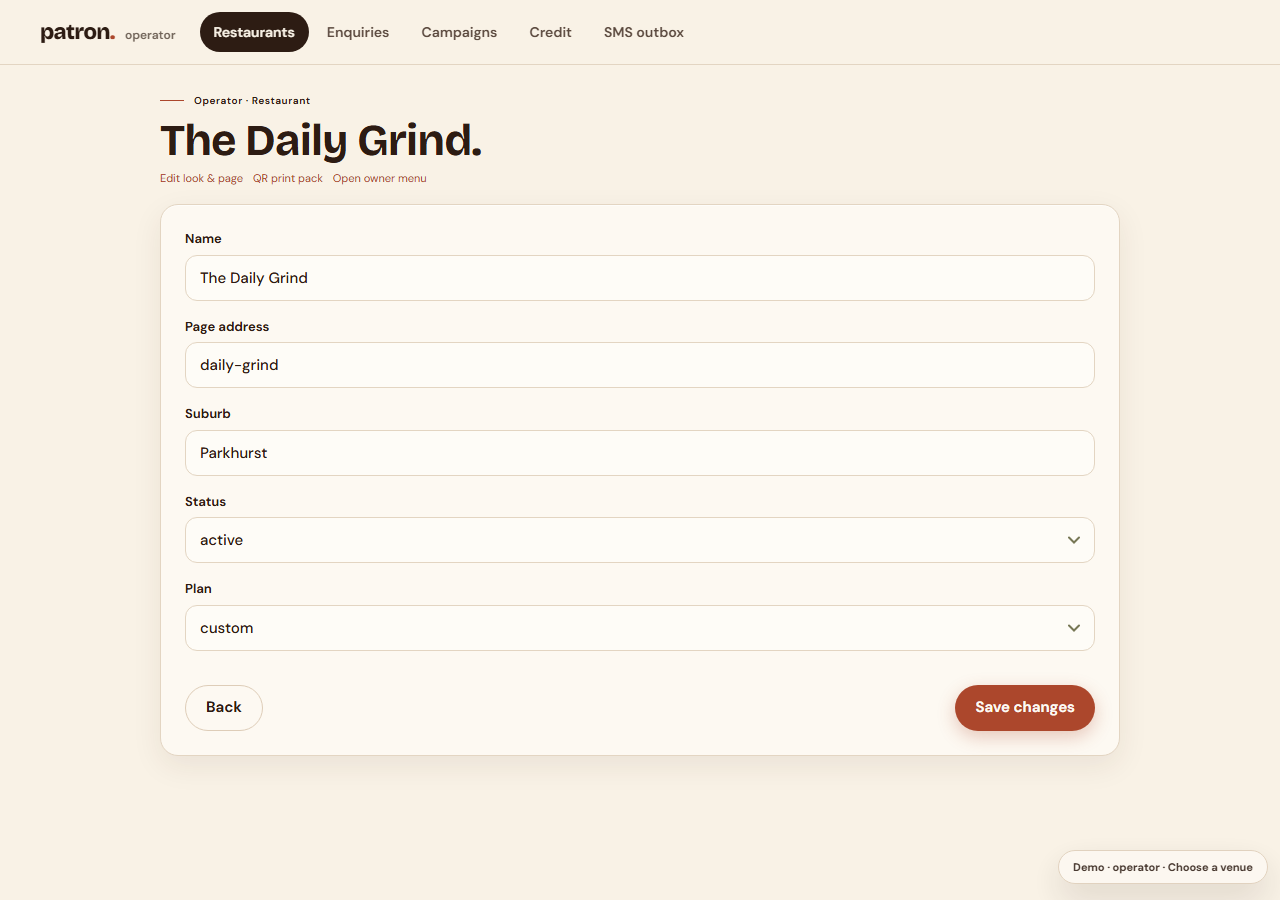 patron. operator Restaurants Enquiries Campaigns Credit SMS outbox
Operator · Restaurant
The Daily Grind.
Edit look & page QR print pack Open owner menu
Name
The Daily Grind
Page address
daily-grind
Suburb
Parkhurst
Status
active
Plan
custom
Back Save changes
Demo · operator · Choose a venue